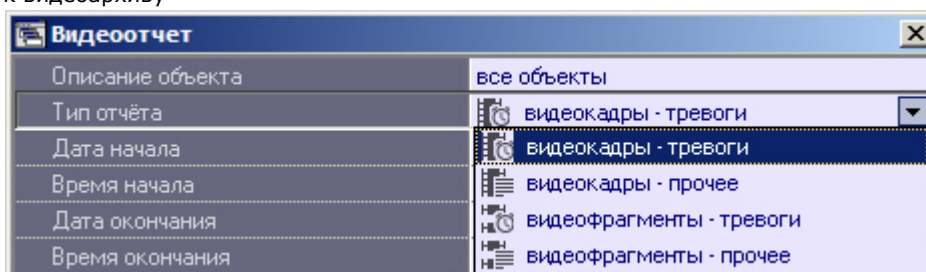 к видеоархиву
Видеоотчет
Описание объекта все объекты
Тип отчёта видеокадры - тревоги
Дата начала видеокадры - тревоги
Время начала видеокадры - прочее
Дата окончания видеофрагменты - тревоги
Время окончания видеофрагменты - прочее